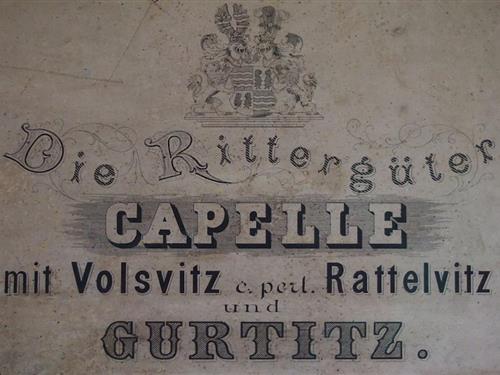 Die Rittergüter
CAPELLE
mit Volsvitz c. pert. Rattelvitz
und
GURTITZ.